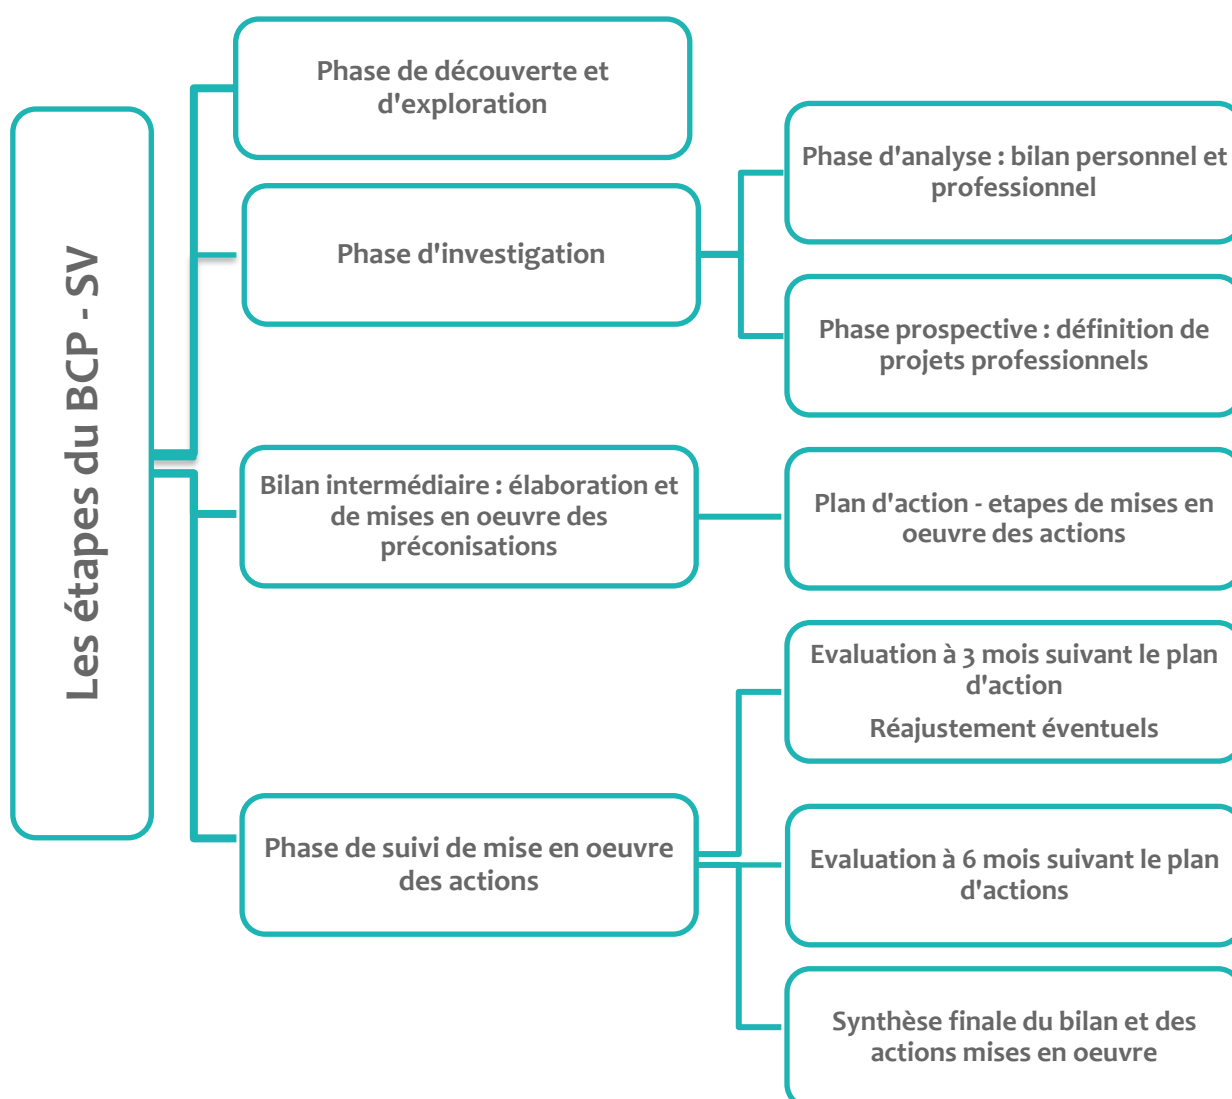 Les étapes du BCP - SV
Phase de découverte et
d'exploration
Phase d'investigation
Phase d'analyse : bilan personnel et
professionnel
Phase prospective : définition de
projets professionnels
Bilan intermédiaire : élaboration et
de mises en oeuvre des
préconisations
Plan d'action - etapes de mises en
oeuvre des actions
Phase de suivi de mise en oeuvre
des actions
Evaluation à 3 mois suivant le plan
d'action
Réajustement éventuels
Evaluation à 6 mois suivant le plan
d'actions
Synthèse finale du bilan et des
actions mises en oeuvre